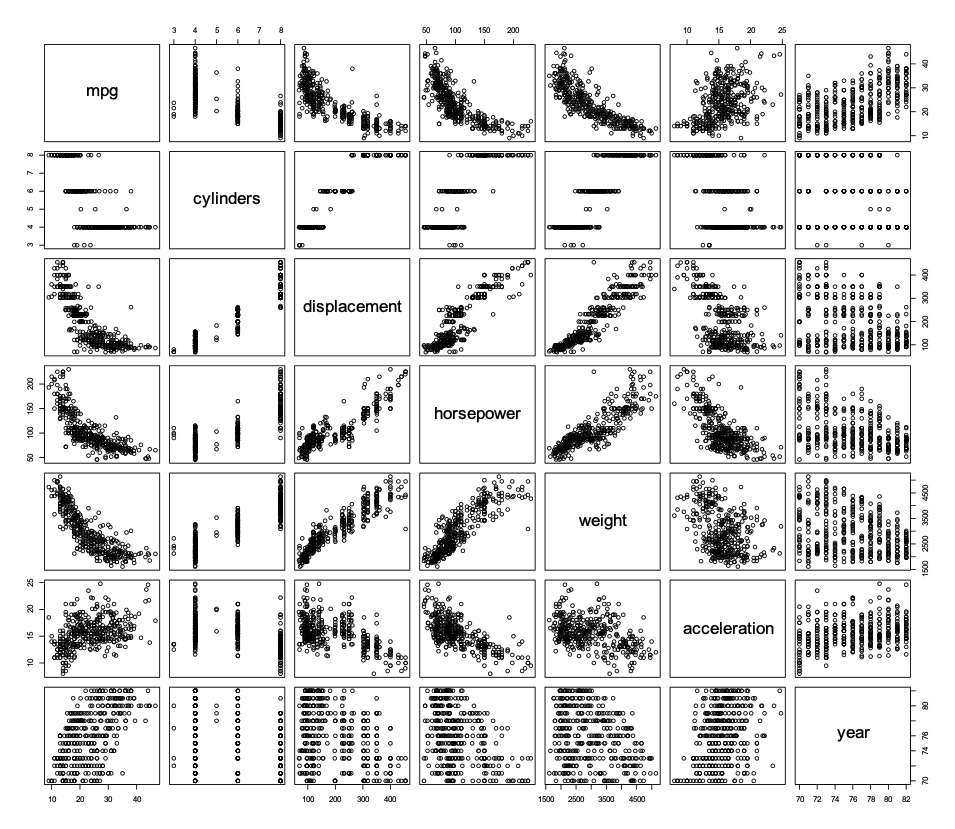 3 4 5 6 7 8 50 100 150 200 10 15 20 25
mpg
10 20 30 40
3 4 5 6 7 8
cylinders
displacement
100 200 300 400
50 100 150 200
horsepower
weight
1500 2500 3500 4500
10 15 20 25
acceleration
year
70 74 76 80
10 20 30 40 100 200 300 400 1500 2500 3500 4500 70 72 74 76 78 80 82